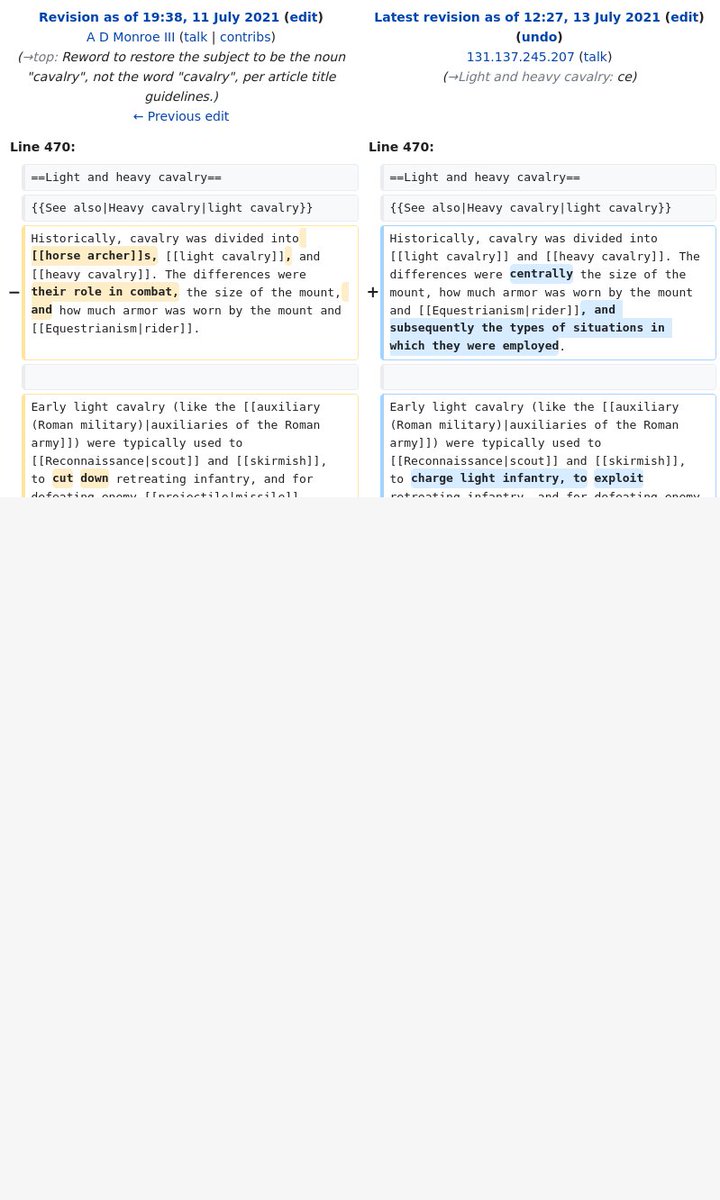 Revision as of 19:38, 11 July 2021 (edit)
A D Monroe III (talk | contribs)
(→top: Reword to restore the subject to be the noun
"cavalry", not the word "cavalry", per article title
guidelines.)
← Previous edit
Latest revision as of 12:27, 13 July 2021 (edit)
(undo)
131.137.245.207 (talk)
(→Light and heavy cavalry: ce)
Line 470:
Line 470:
==Light and heavy cavalry==
==Light and heavy cavalry==
{{See also|Heavy cavalry|light cavalry}}
{{See also|Heavy cavalry|light cavalry}}
−
Historically, cavalry was divided into
[[horse archer]]s, [[light cavalry]], and
[[heavy cavalry]]. The differences were
their role in combat, the size of the mount,
and how much armor was worn by the mount and
[[Equestrianism|rider]].
+
Historically, cavalry was divided into
[[light cavalry]] and [[heavy cavalry]]. The
differences were centrally the size of the
mount, how much armor was worn by the mount
and [[Equestrianism|rider]], and
subsequently the types of situations in
which they were employed.
Early light cavalry (like the [[auxiliary
(Roman military)|auxiliaries of the Roman
army]]) were typically used to
[[Reconnaissance|scout]] and [[skirmish]],
to cut down retreating infantry, and for
defeating enemy [[projectile|missile]]
Early light cavalry (like the [[auxiliary
(Roman military)|auxiliaries of the Roman
army]]) were typically used to
[[Reconnaissance|scout]] and [[skirmish]],
to charge light infantry, to exploit
retreating infantry, and for defeating enemy